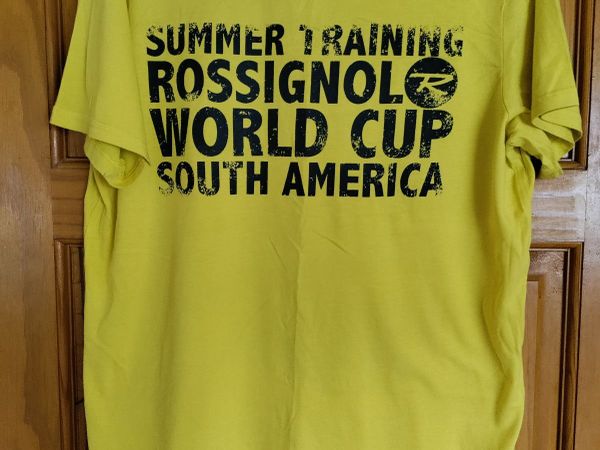 SUMMER TRAINING
ROSSIGNOL R
WORLD CUP
SOUTH AMERICA